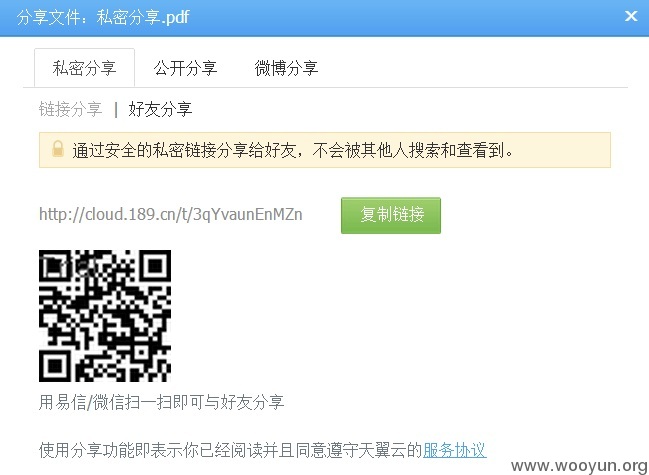 分享文件：私密分享.pdf
私密分享 公开分享 微博分享
链接分享 | 好友分享
通过安全的私密链接分享给好友，不会被其他人搜索和查看到。
http://cloud.189.cn/t/3qYvaunEnMZn 复制链接
用易信/微信扫一扫即可与好友分享
使用分享功能即表示你已经阅读并且同意遵守天翼云的服务协议
www.wooyun.org